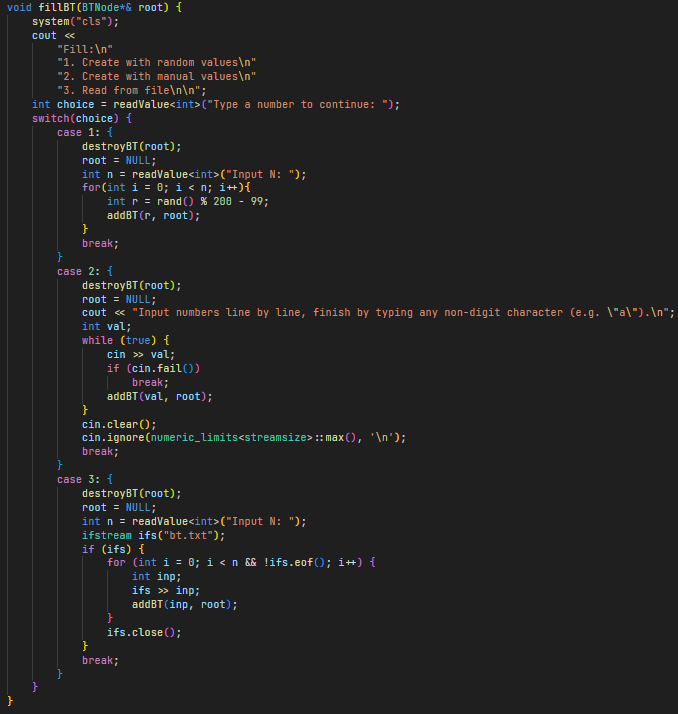 void fillBT(BTNode*& root) {
    system("cls");
    cout <<
        "Fill:\n"
        "1. Create with random values\n"
        "2. Create with manual values\n"
        "3. Read from file\n\n";
    int choice = readValue<int>("Type a number to continue: ");
    switch(choice) {
        case 1: {
            destroyBT(root);
            root = NULL;
            int n = readValue<int>("Input N: ");
            for(int i = 0; i < n; i++){
                int r = rand() % 200 - 99;
                addBT(r, root);
            }
            break;
        }
        case 2: {
            destroyBT(root);
            root = NULL;
            cout << "Input numbers line by line, finish by typing any non-digit character (e.g. \"a\").\n";
            int val;
            while (true) {
                cin >> val;
                if (cin.fail())
                    break;
                addBT(val, root);
            }
            cin.clear();
            cin.ignore(numeric_limits<streamsize>::max(), '\n');
            break;
        }
        case 3: {
            destroyBT(root);
            root = NULL;
            int n = readValue<int>("Input N: ");
            ifstream ifs("bt.txt");
            if (ifs) {
                for (int i = 0; i < n && !ifs.eof(); i++) {
                    int inp;
                    ifs >> inp;
                    addBT(inp, root);
                }
                ifs.close();
            }
            break;
        }
    }
}